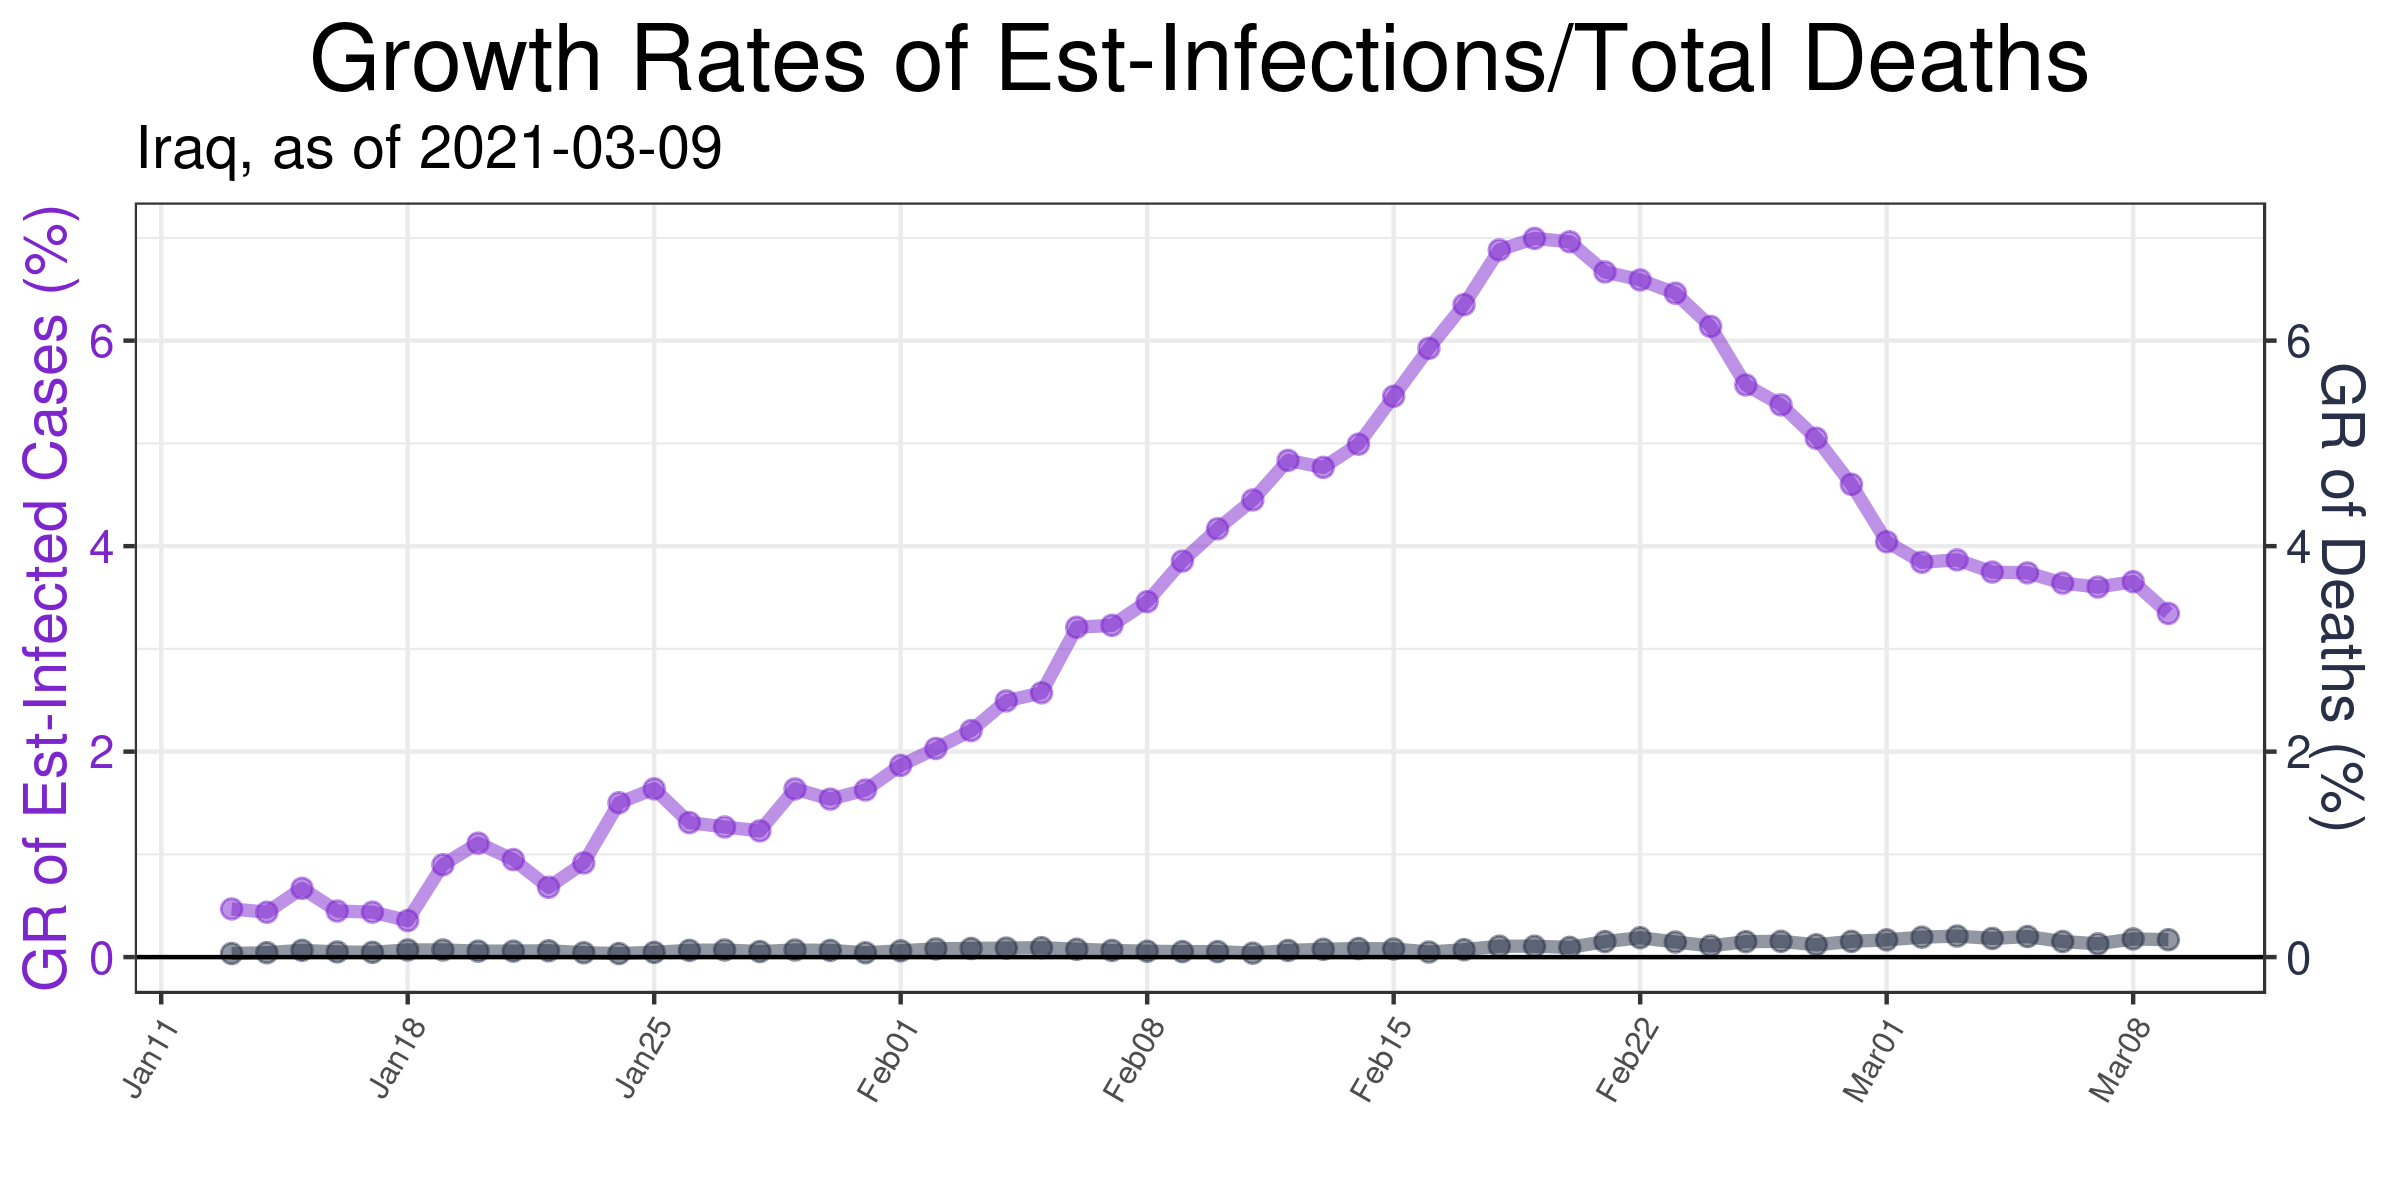 Growth Rates of Est-Infections/Total Deaths
Iraq, as of 2021-03-09
GR of Est-Infected Cases (%)
6
4
2
0
6
4
2
0
GR of Deaths (%)
Jan11
Jan18
Jan25
Feb01
Feb08
Feb15
Feb22
Mar01
Mar08